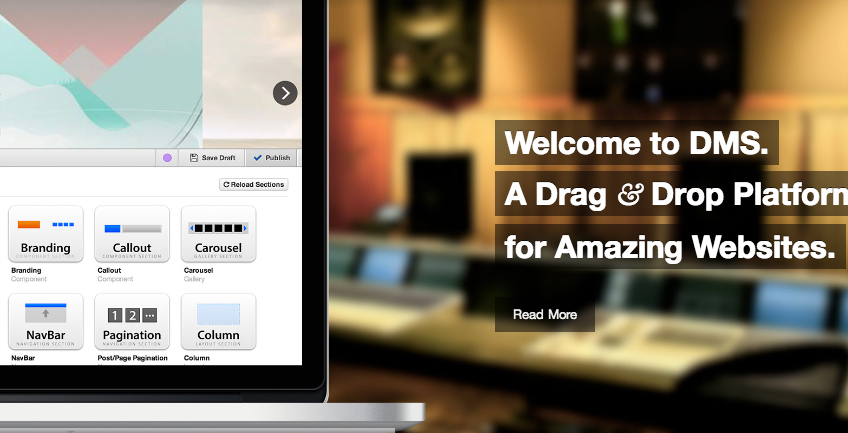 Save Draft
Publish
Reload Sections
Branding
COMPONENT SECTION
Callout
COMPONENT SECTION
Carousel
GALLERY SECTION
Branding
Component
Callout
Component
Carousel
Gallery
NavBar
NAVIGATION SECTION
1 2 ...
Pagination
NAVIGATION SECTION
Column
LAYOUT SECTION
NavBar
Post/Page Pagination
Column
Welcome to DMS.
A Drag & Drop Platform
for Amazing Websites.
Read More